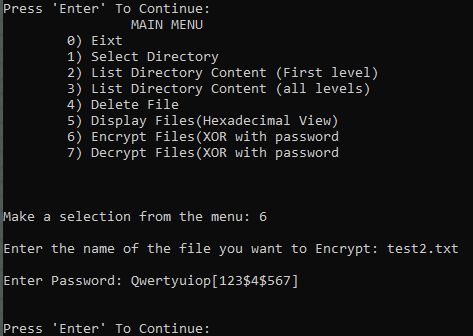 Press 'Enter' To Continue:
MAIN MENU
0) Eixt
1) Select Directory
2) List Directory Content (First level)
3) List Directory Content (all levels)
4) Delete File
5) Display Files(Hexadecimal View)
6) Encrypt Files(XOR with password
7) Decrypt Files(XOR with password
Make a selection from the menu: 6
Enter the name of the file you want to Encrypt: test2.txt
Enter Password: Qwertyuiop[123$4$567]
Press 'Enter' To Continue: